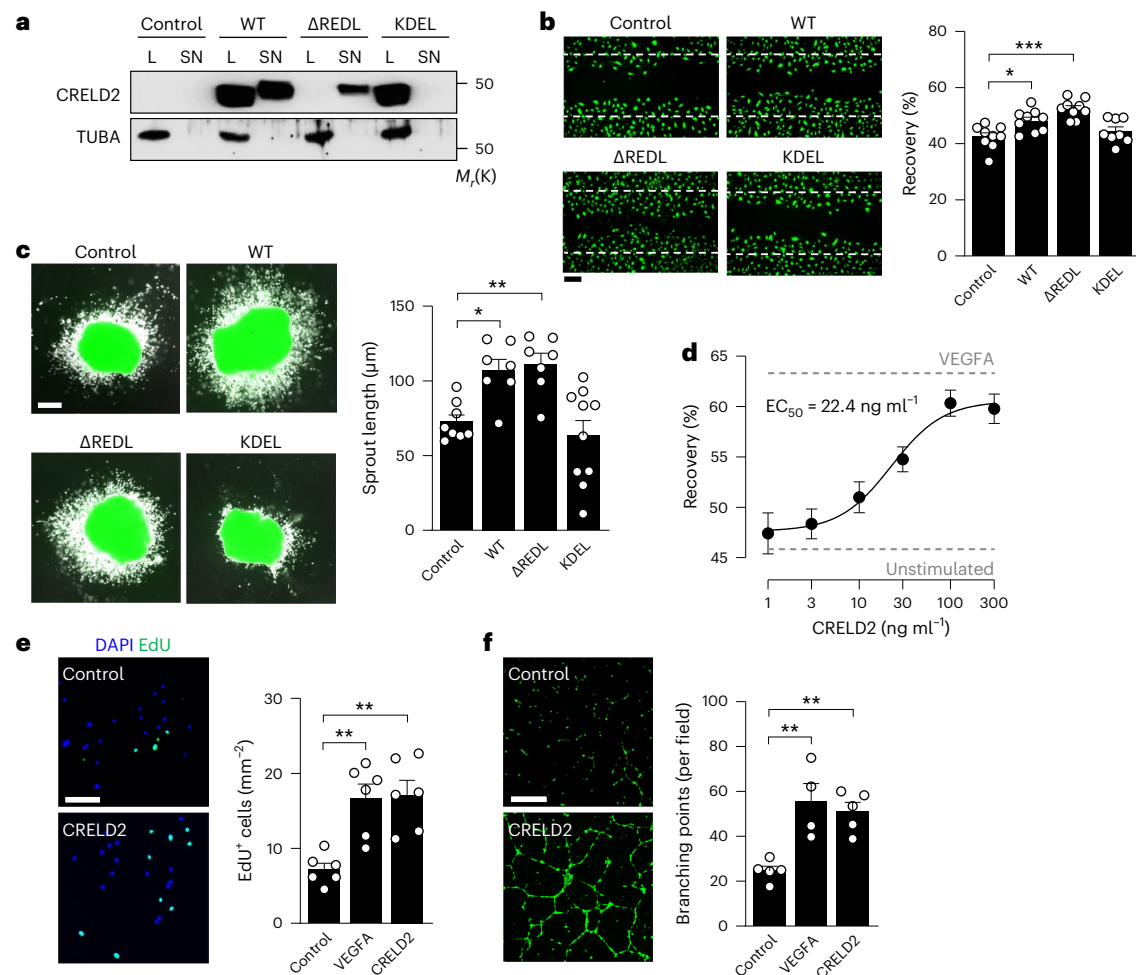 a
Control WT ΔREDL KDEL
L SN L SN L SN L SN
CRELD2
50
TUBA
50
Mr(K)
b
Control WT
ΔREDL KDEL
Recovery (%)
80
60
40
20
0
***
*
Control WT ΔREDL KDEL
c
Control WT
ΔREDL KDEL
Sprout length (µm)
150
100
50
0
**
*
Control WT ΔREDL KDEL
d
Recovery (%)
65
60
55
50
45
VEGFA
EC50 = 22.4 ng ml−1
Unstimulated
1 3 10 30 100 300
CRELD2 (ng ml−1)
e
DAPI EdU
Control
CRELD2
EdU+ cells (mm−2)
30
20
10
0
**
**
Control VEGFA CRELD2
f
Control
CRELD2
Branching points (per field)
100
80
60
40
20
0
**
**
Control VEGFA CRELD2